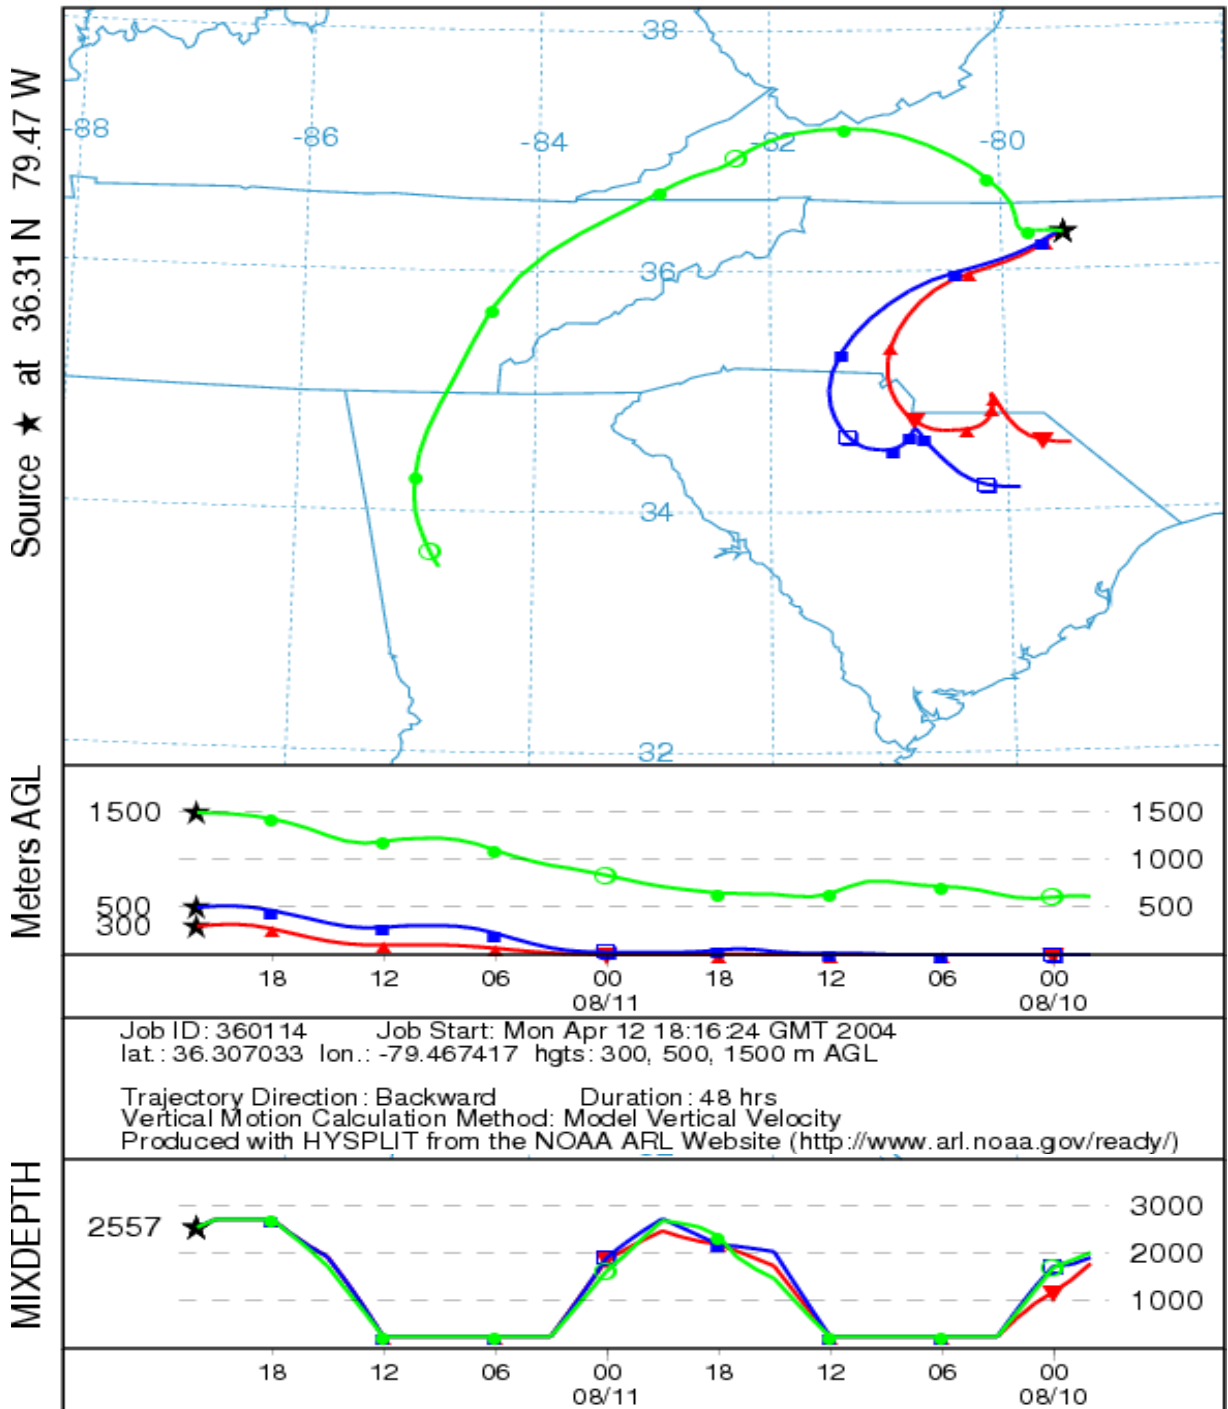 Source ★ at 36.31 N 79.47 W
38
-88
-86
-84
-82
-80
36
34
32
Meters AGL
1500
500
300
1500
1000
500
18 12 06 00 18 12 06 00
08/11 08/10
Job ID: 360114 Job Start: Mon Apr 12 18:16:24 GMT 2004
lat.: 36.307033 lon.: -79.467417 hgts: 300, 500, 1500 m AGL
Trajectory Direction: Backward Duration: 48 hrs
Vertical Motion Calculation Method: Model Vertical Velocity
Produced with HYSPLIT from the NOAA ARL Website (http://www.arl.noaa.gov/ready/)
MIXDEPTH
2557
3000
2000
1000
18 12 06 00 18 12 06 00
08/11 08/10